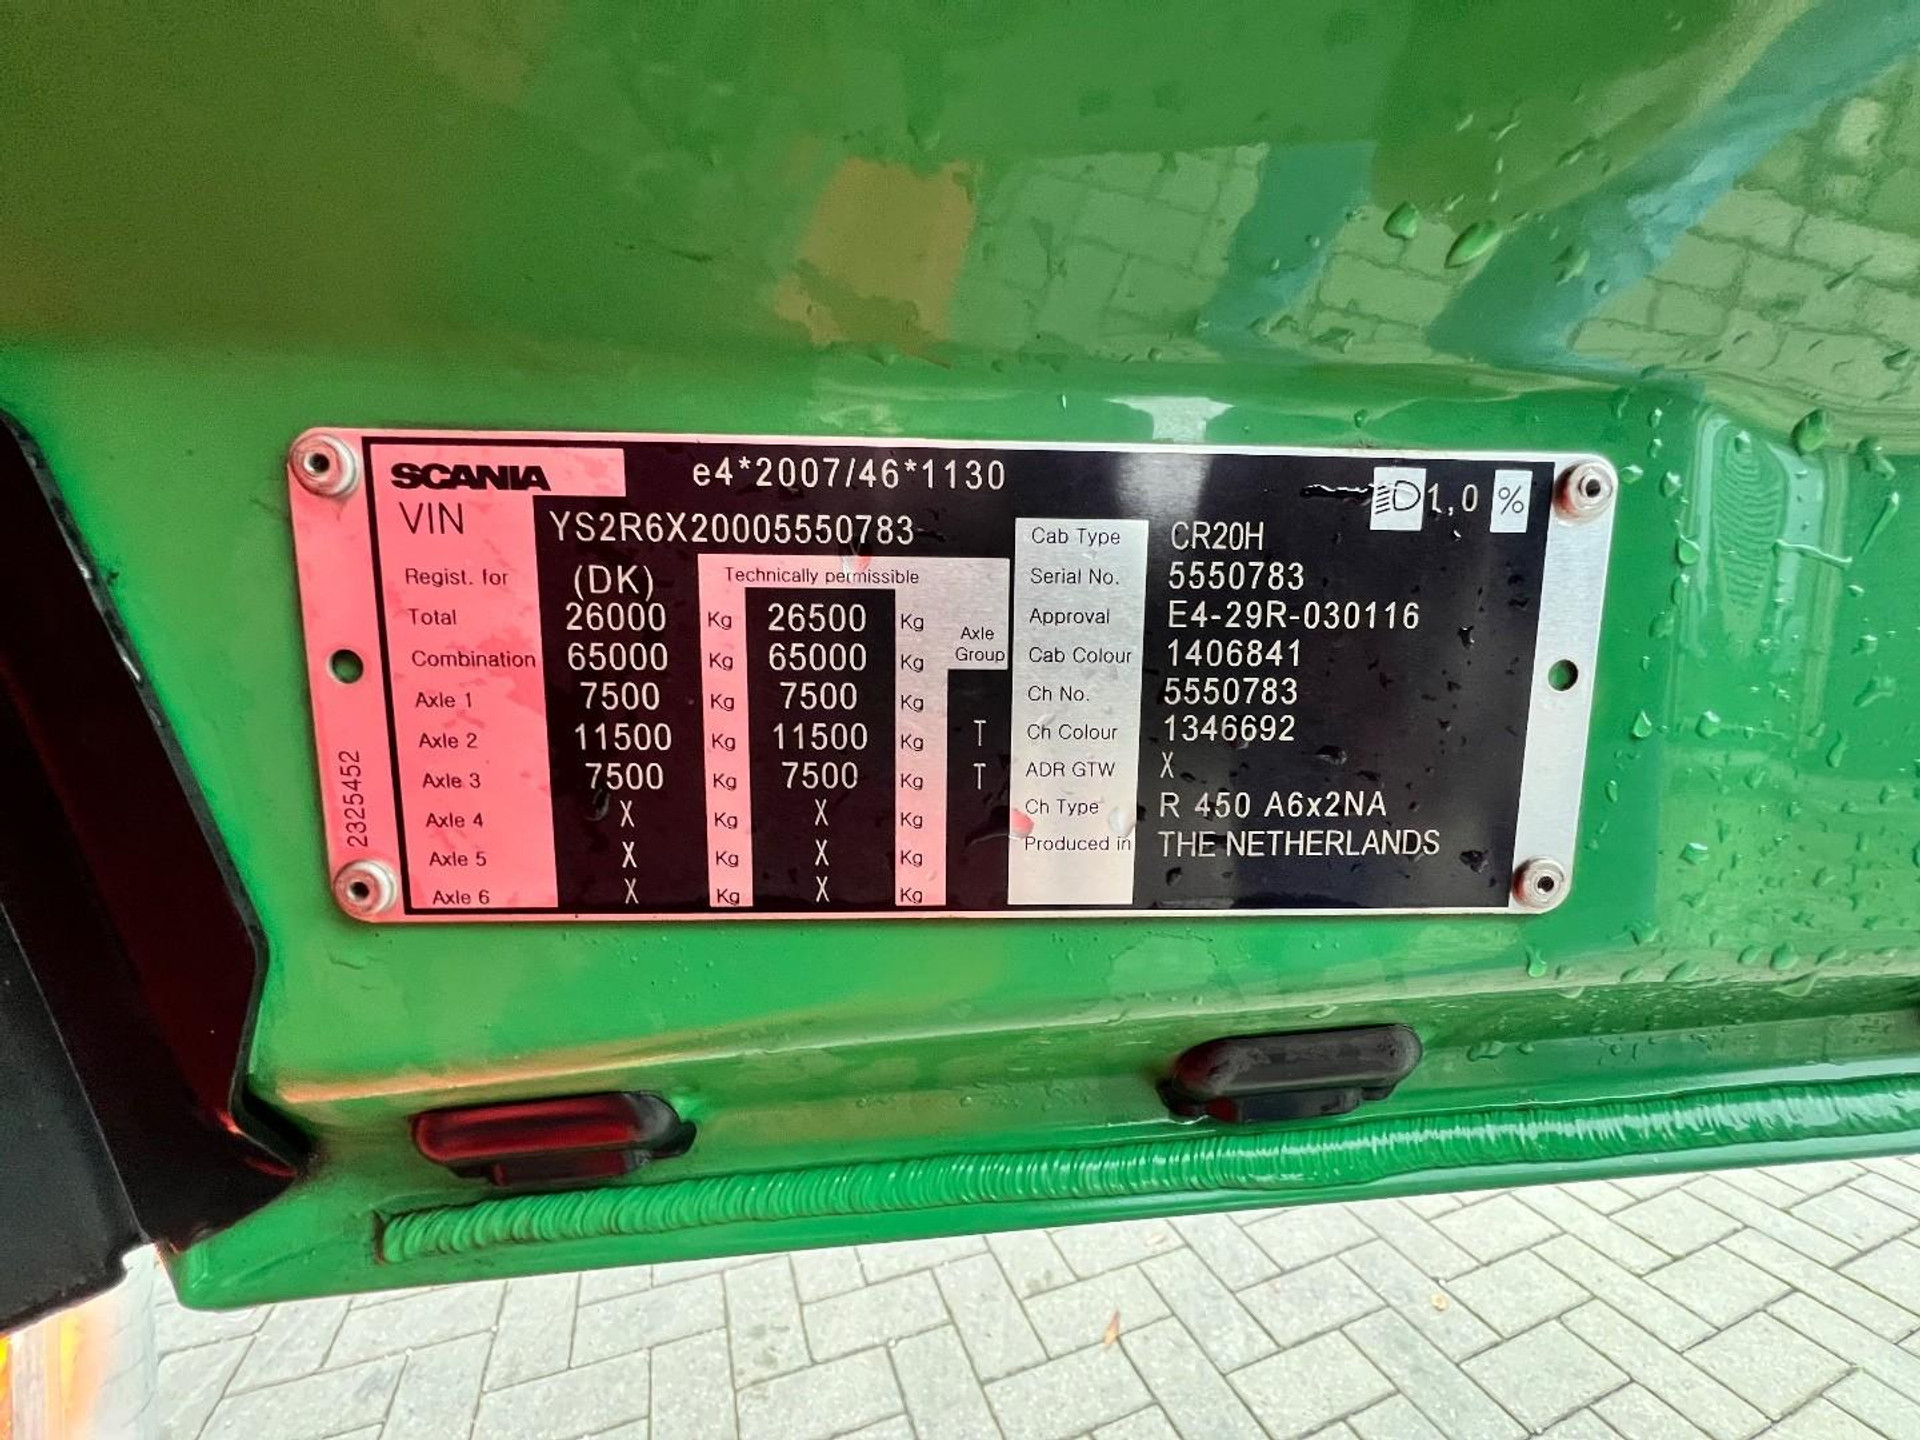 SCANIA e4*2007/46*1130 1,0 %
VIN YS2R6X20005550783
Regist. for (DK) Technically permissible
Total 26000 Kg 26500 Kg Axle Group
Combination 65000 Kg 65000 Kg
Axle 1 7500 Kg 7500 Kg
Axle 2 11500 Kg 11500 Kg T
Axle 3 7500 Kg 7500 Kg T
Axle 4 X Kg X Kg
Axle 5 X Kg X Kg
Axle 6 X Kg X Kg
Cab Type CR20H
Serial No. 5550783
Approval E4-29R-030116
Cab Colour 1406841
Ch No. 5550783
Ch Colour 1346692
ADR GTW X
Ch Type R 450 A6x2NA
Produced in THE NETHERLANDS
2325452